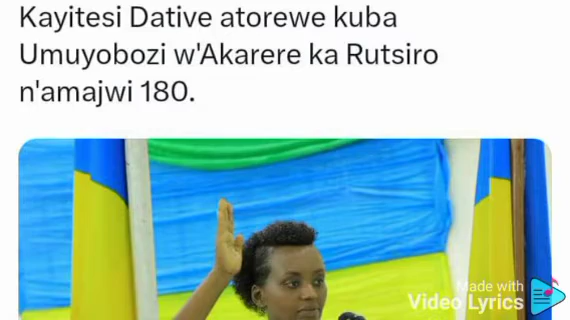 Kayitesi Dative atorewe kuba
Umuyobozi w'Akarere ka Rutsiro
n'amajwi 180.
Made with
Video Lyrics